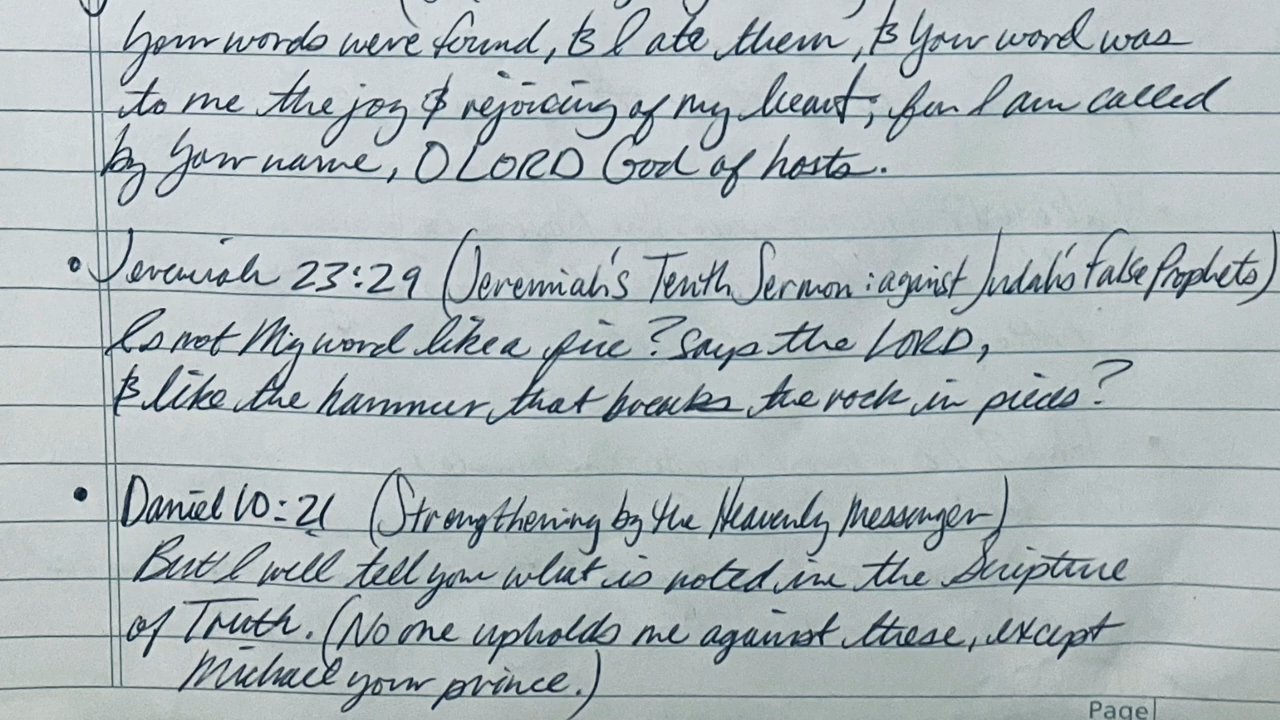 Your words were found, & I ate them, & Your word was
to me the joy & rejoicing of my heart; for I am called
by Your name, O LORD God of hosts.
• Jeremiah 23:29 (Jeremiah's Tenth Sermon: against Judah's False Prophets)
Is not My word like a fire? says the LORD,
& like the hammer that breaks the rock in pieces?
• Daniel 10:21 (Strengthening by the Heavenly Messenger)
But I will tell you what is noted in the Scripture
of Truth. (No one upholds me against these, except
Michael your prince.)
Page